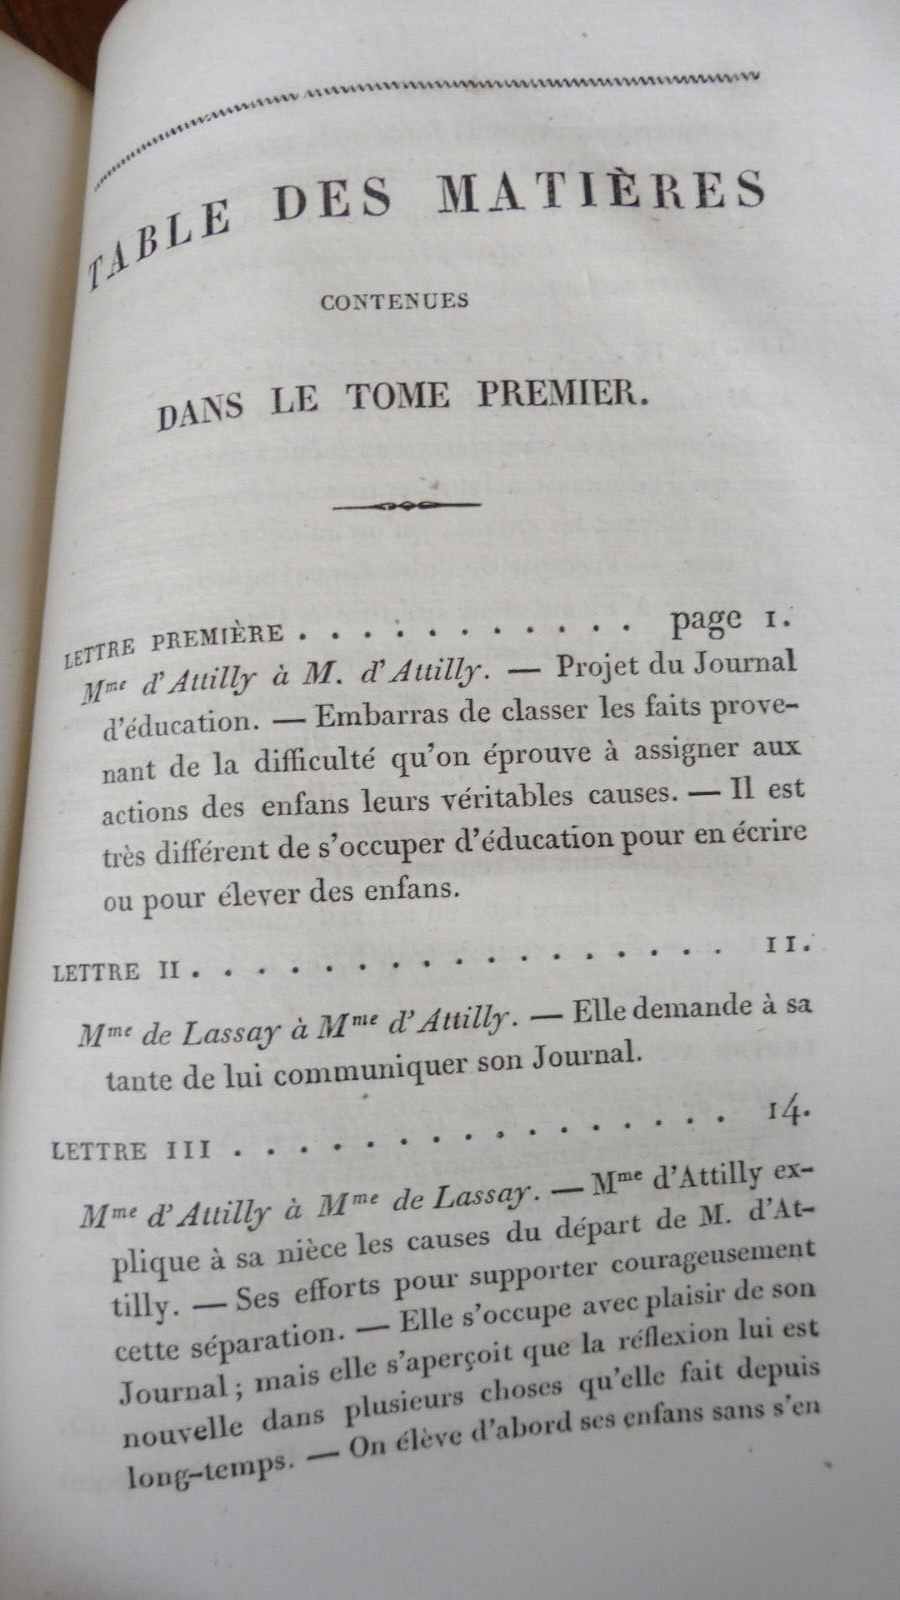 TABLE DES MATIÈRES
CONTENUES
DANS LE TOME PREMIER.
LETTRE PREMIÈRE . . . . . . . . . . . page 1.
Mme d'Attilly à M. d'Attilly. — Projet du Journal
d'éducation. — Embarras de classer les faits prove-
nant de la difficulté qu'on éprouve à assigner aux
actions des enfans leurs véritables causes. — Il est
très différent de s'occuper d'éducation pour en écrire
ou pour élever des enfans.
LETTRE II . . . . . . . . . . . . . . . . . 11.
Mme de Lassay à Mme d'Attilly. — Elle demande à sa
tante de lui communiquer son Journal.
LETTRE III . . . . . . . . . . . . . . . . 14.
Mme d'Attilly à Mme de Lassay. — Mme d'Attilly ex-
plique à sa nièce les causes du départ de M. d'At-
tilly. — Ses efforts pour supporter courageusement
cette séparation. — Elle s'occupe avec plaisir de son
Journal ; mais elle s'aperçoit que la réflexion lui est
nouvelle dans plusieurs choses qu'elle fait depuis
long-temps. — On élève d'abord ses enfans sans s'en